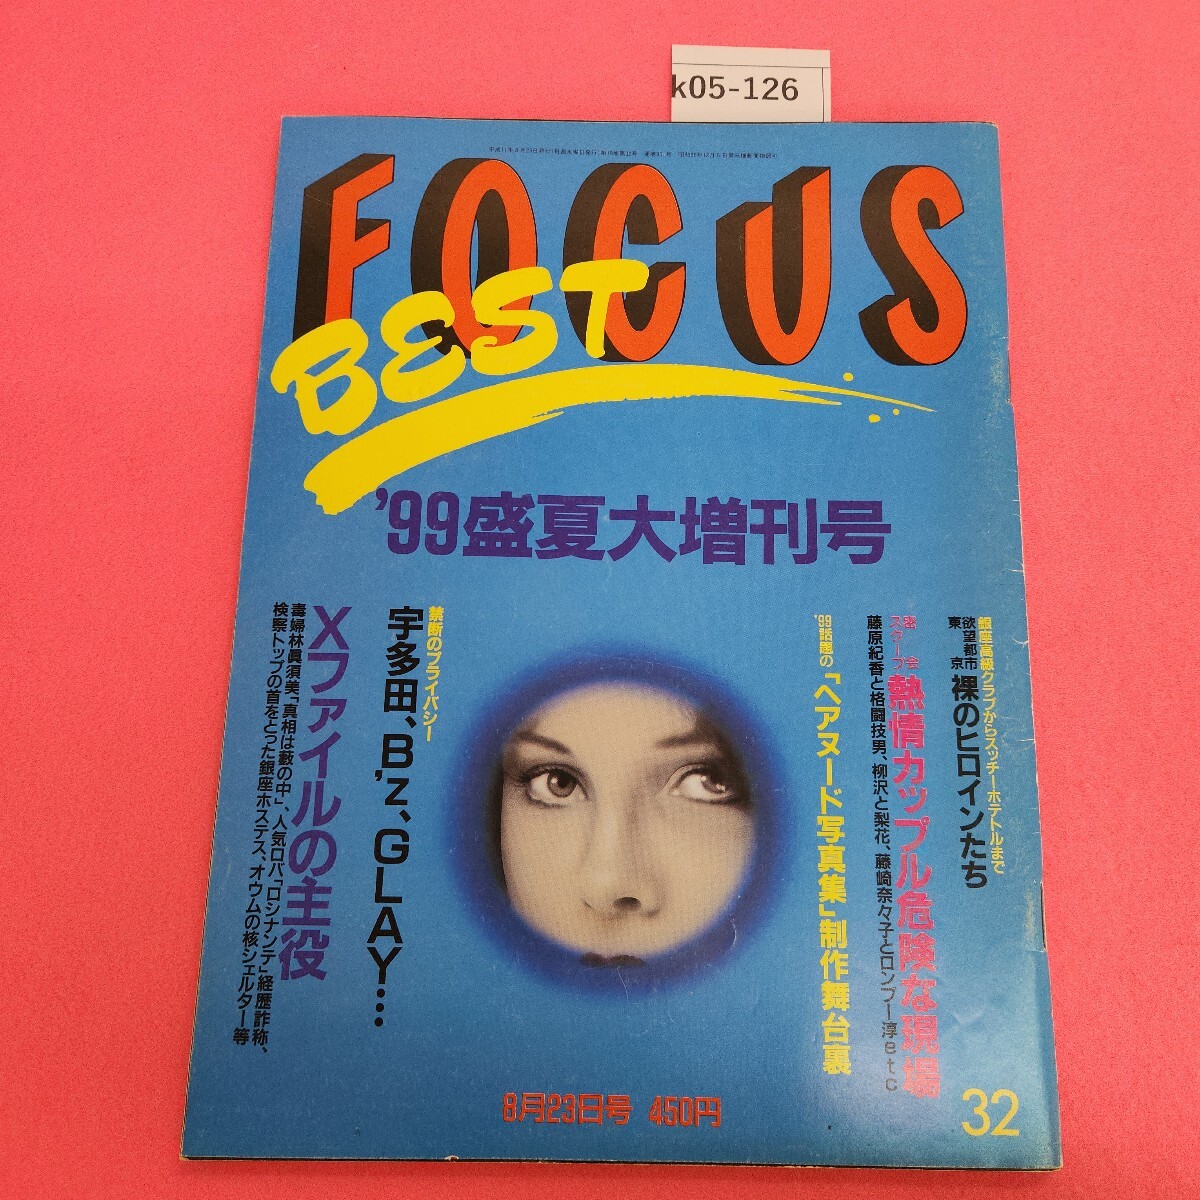 k05-126
FOCUS
BEST
'99盛夏大増刊号
銀座高級クラブからスッチーホテトルまで
欲望都市
東京
裸のヒロインたち
密会
スクープ
熱情カップル危険な現場
藤原紀香と格闘技男、柳沢と梨花、藤崎奈々子とロンブー淳etc
'99話題の「ヘアヌード写真集」制作舞台裏
禁断のプライバシー
宇多田、B'z、GLAY…
Xファイルの主役
毒婦林眞須美「真相は藪の中」、人気ロバ「ロシナンテ」経歴詐称、
検察トップの首をとった銀座ホステス、オウムの核シェルター等
8月23日号 450円
32